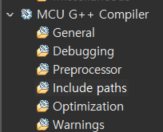 MCU G++ Compiler
General
Debugging
Preprocessor
Include paths
Optimization
Warnings